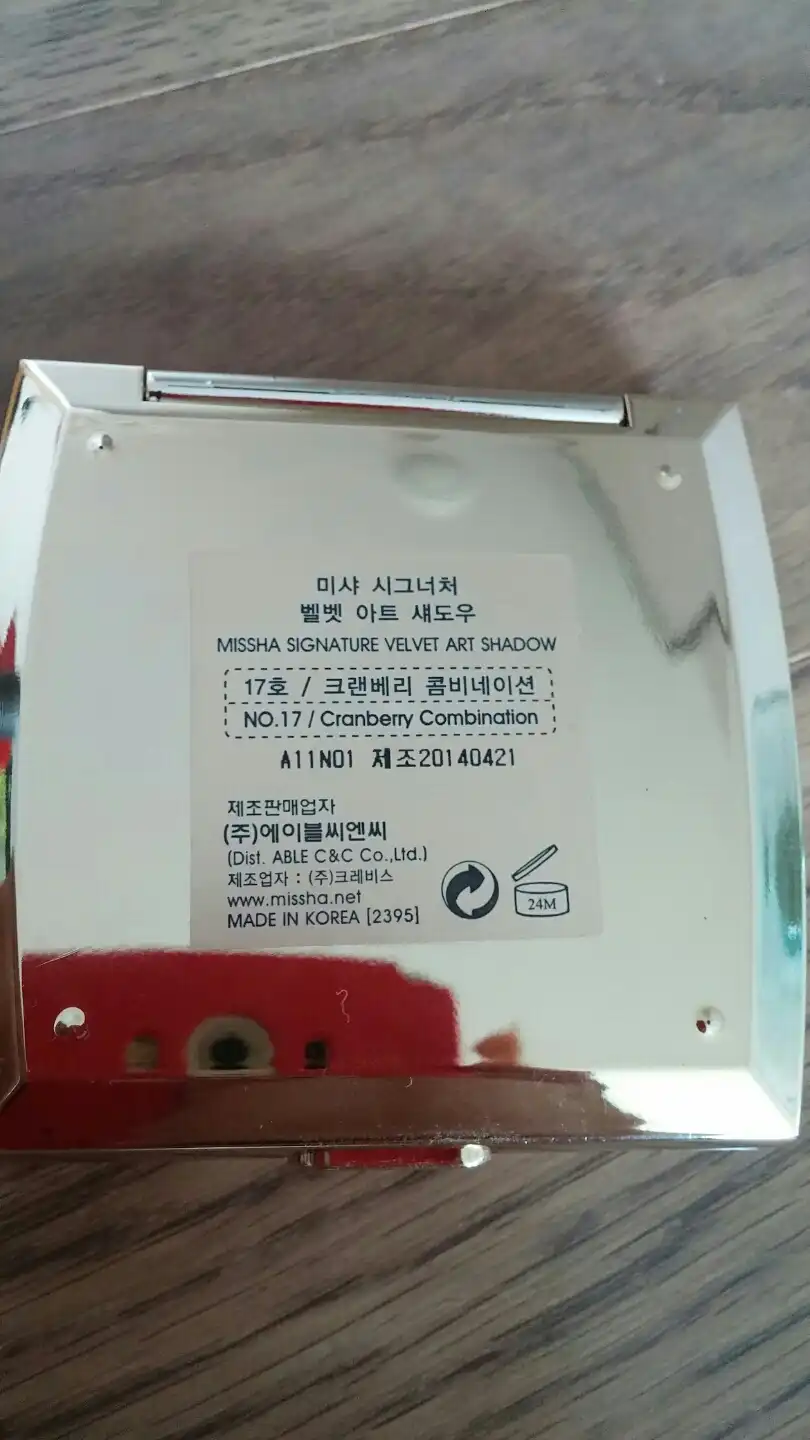 미샤 시그너처
벨벳 아트 섀도우
MISSHA SIGNATURE VELVET ART SHADOW
17호 / 크랜베리 콤비네이션
NO.17 / Cranberry Combination
A11N01 제조20140421
제조판매업자
(주)에이블씨엔씨
(Dist. ABLE C&C Co.,Ltd.)
제조업자 : (주)크레비스
www.missha.net
MADE IN KOREA [2395]
24M